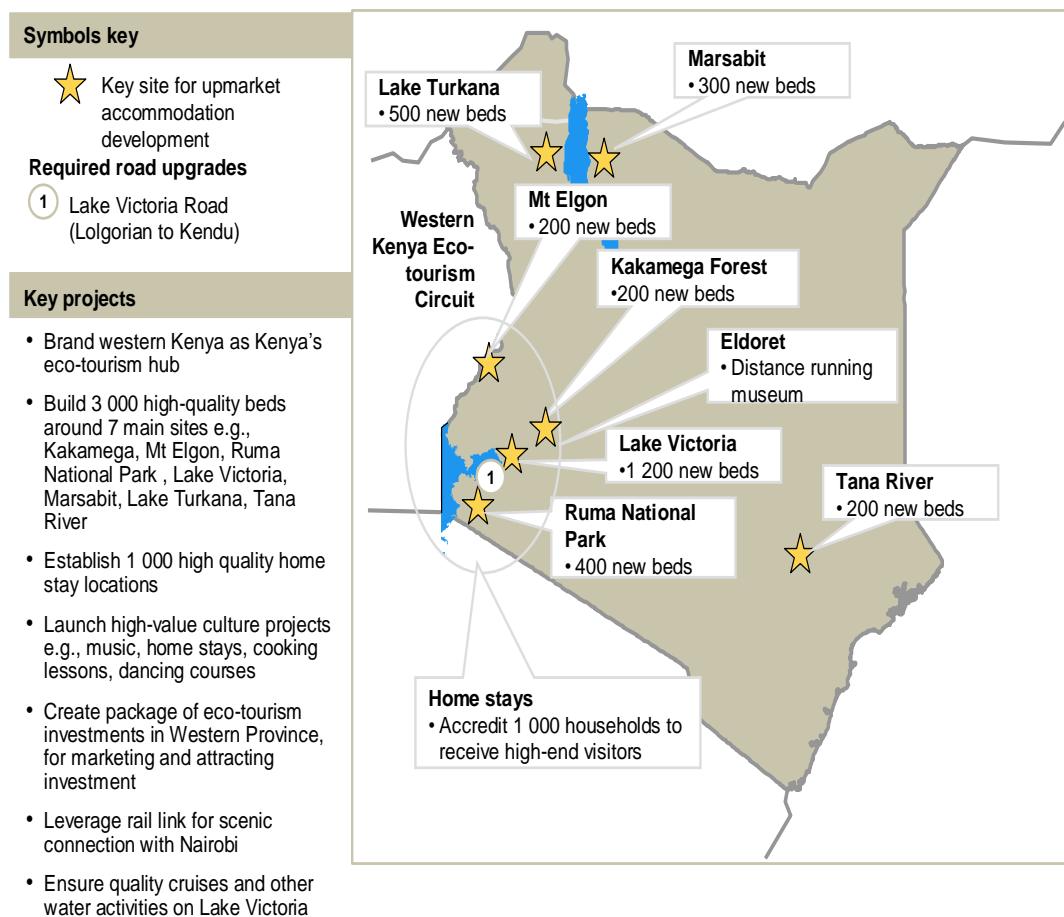 Symbols key
Key site for upmarket
accommodation
development
Required road upgrades
1 Lake Victoria Road
(Lolgorian to Kendu)
Key projects
• Brand western Kenya as Kenya’s
eco-tourism hub
• Build 3 000 high-quality beds
around 7 main sites e.g.,
Kakamega, Mt Elgon, Ruma
National Park , Lake Victoria,
Marsabit, Lake Turkana, Tana
River
• Establish 1 000 high quality home
stay locations
• Launch high-value culture projects
e.g., music, home stays, cooking
lessons, dancing courses
• Create package of eco-tourism
investments in Western Province,
for marketing and attracting
investment
• Leverage rail link for scenic
connection with Nairobi
• Ensure quality cruises and other
water activities on Lake Victoria
Lake Turkana
• 500 new beds
Marsabit
• 300 new beds
Mt Elgon
• 200 new beds
Western
Kenya Eco-
tourism
Circuit
Kakamega Forest
•200 new beds
Eldoret
• Distance running
museum
Lake Victoria
•1 200 new beds
1
Tana River
• 200 new beds
Ruma National
Park
• 400 new beds
Home stays
• Accredit 1 000 households to
receive high-end visitors